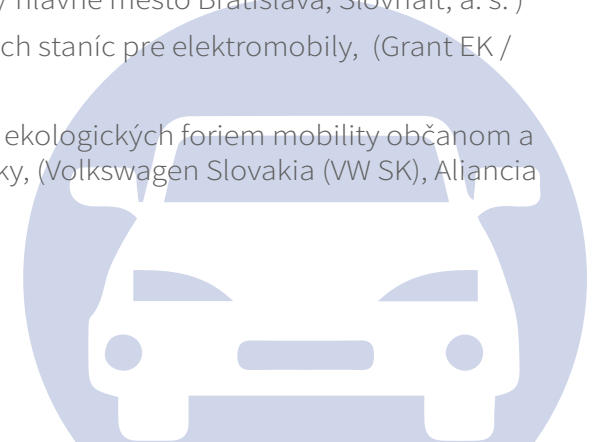 / hlavné mesto Bratislava, Slovnaft, a. s. )
ch staníc pre elektromobily, (Grant EK /
ekologických foriem mobility občanom a
ky, (Volkswagen Slovakia (VW SK), Aliancia